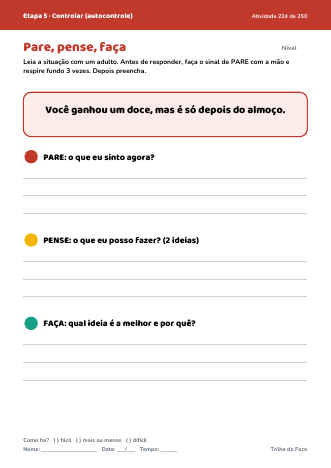 Etapa 5 · Controlar (autocontrole)
Atividade 224 de 250
Pare, pense, faça
Nível
Leia a situação com um adulto. Antes de responder, faça o sinal de PARE com a mão e
respire fundo 3 vezes. Depois preencha.
Você ganhou um doce, mas é só depois do almoço.
PARE: o que eu sinto agora?
PENSE: o que eu posso fazer? (2 ideias)
FAÇA: qual ideia é a melhor e por quê?
Como foi? ( ) fácil ( ) mais ou menos ( ) difícil
Nome: ____________________ Data: ___/___ Tempo: ______
Trilha do Foco